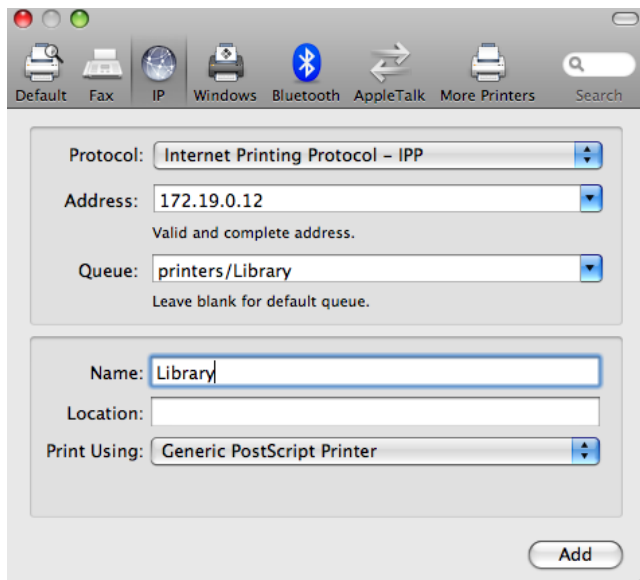 Default Fax IP Windows Bluetooth AppleTalk More Printers Search
Protocol: Internet Printing Protocol – IPP
Address: 172.19.0.12
Valid and complete address.
Queue: printers/Library
Leave blank for default queue.
Name: Library
Location:
Print Using: Generic PostScript Printer
Add